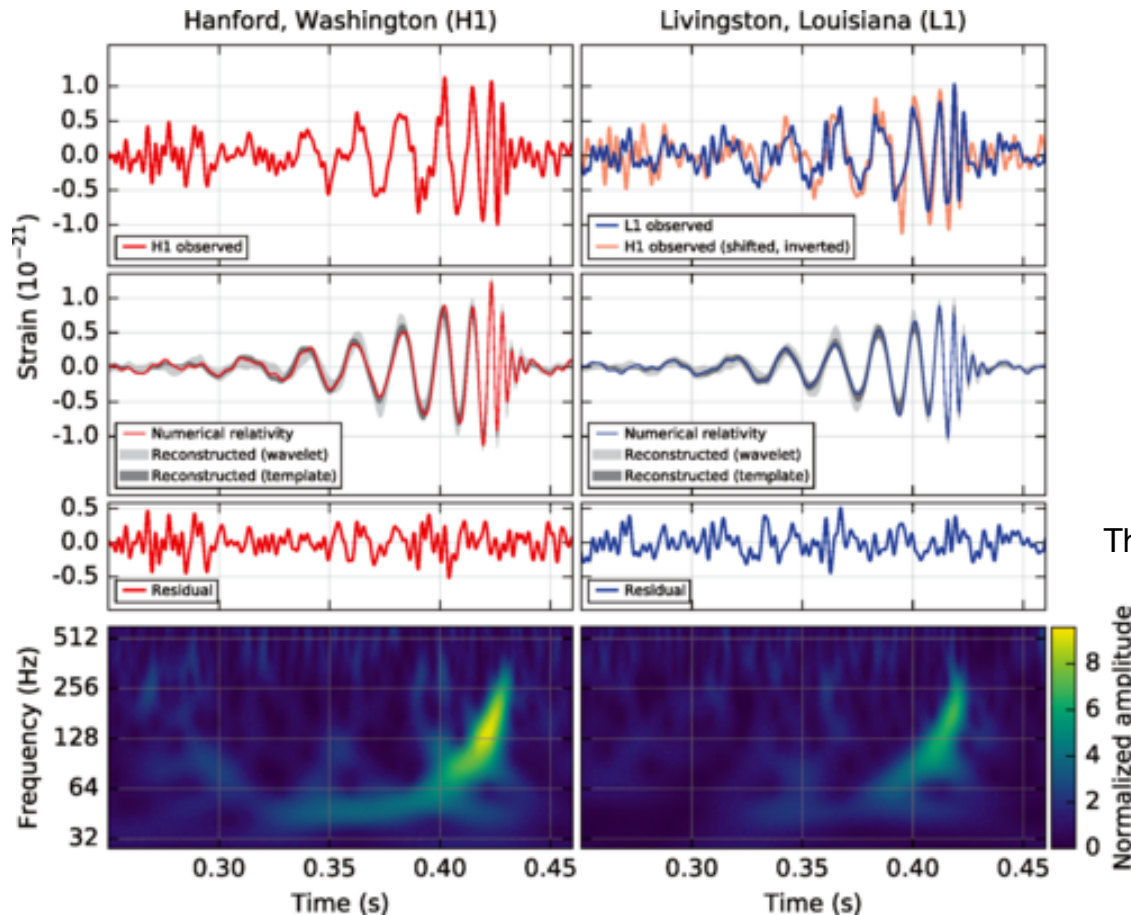 Hanford, Washington (H1)
Livingston, Louisiana (L1)
Strain (10⁻²¹)
1.0
0.5
0.0
-0.5
-1.0
H1 observed
L1 observed
H1 observed (shifted, inverted)
1.0
0.5
0.0
-0.5
-1.0
Numerical relativity
Reconstructed (wavelet)
Reconstructed (template)
Numerical relativity
Reconstructed (wavelet)
Reconstructed (template)
0.5
0.0
-0.5
Residual
Residual
Th
Frequency (Hz)
512
256
128
64
32
Normalized amplitude
8
6
4
2
0
0.30 0.35 0.40 0.45
0.30 0.35 0.40 0.45
Time (s)
Time (s)